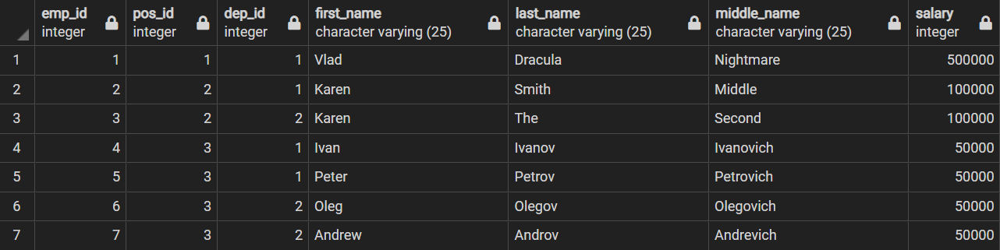 emp_id pos_id dep_id first_name last_name middle_name salary
integer integer integer character varying (25) character varying (25) character varying (25) integer
1 1 1 1 Vlad Dracula Nightmare 500000
2 2 2 1 Karen Smith Middle 100000
3 3 2 2 Karen The Second 100000
4 4 3 1 Ivan Ivanov Ivanovich 50000
5 5 3 1 Peter Petrov Petrovich 50000
6 6 3 2 Oleg Olegov Olegovich 50000
7 7 3 2 Andrew Androv Andrevich 50000